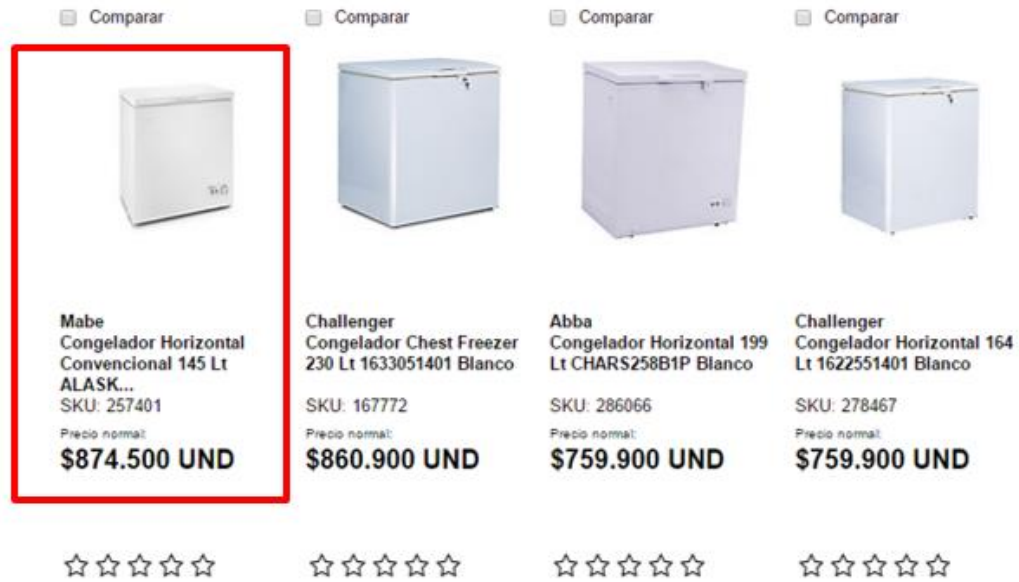 Comparar
Comparar
Comparar
Comparar
Mabe
Congelador Horizontal
Convencional 145 Lt
ALASK...
SKU: 257401
Precio normal:
$874.500 UND
Challenger
Congelador Chest Freezer
230 Lt 1633051401 Blanco
SKU: 167772
Precio normal:
$860.900 UND
Abba
Congelador Horizontal 199
Lt CHARS258B1P Blanco
SKU: 286066
Precio normal:
$759.900 UND
Challenger
Congelador Horizontal 164
Lt 1622551401 Blanco
SKU: 278467
Precio normal:
$759.900 UND